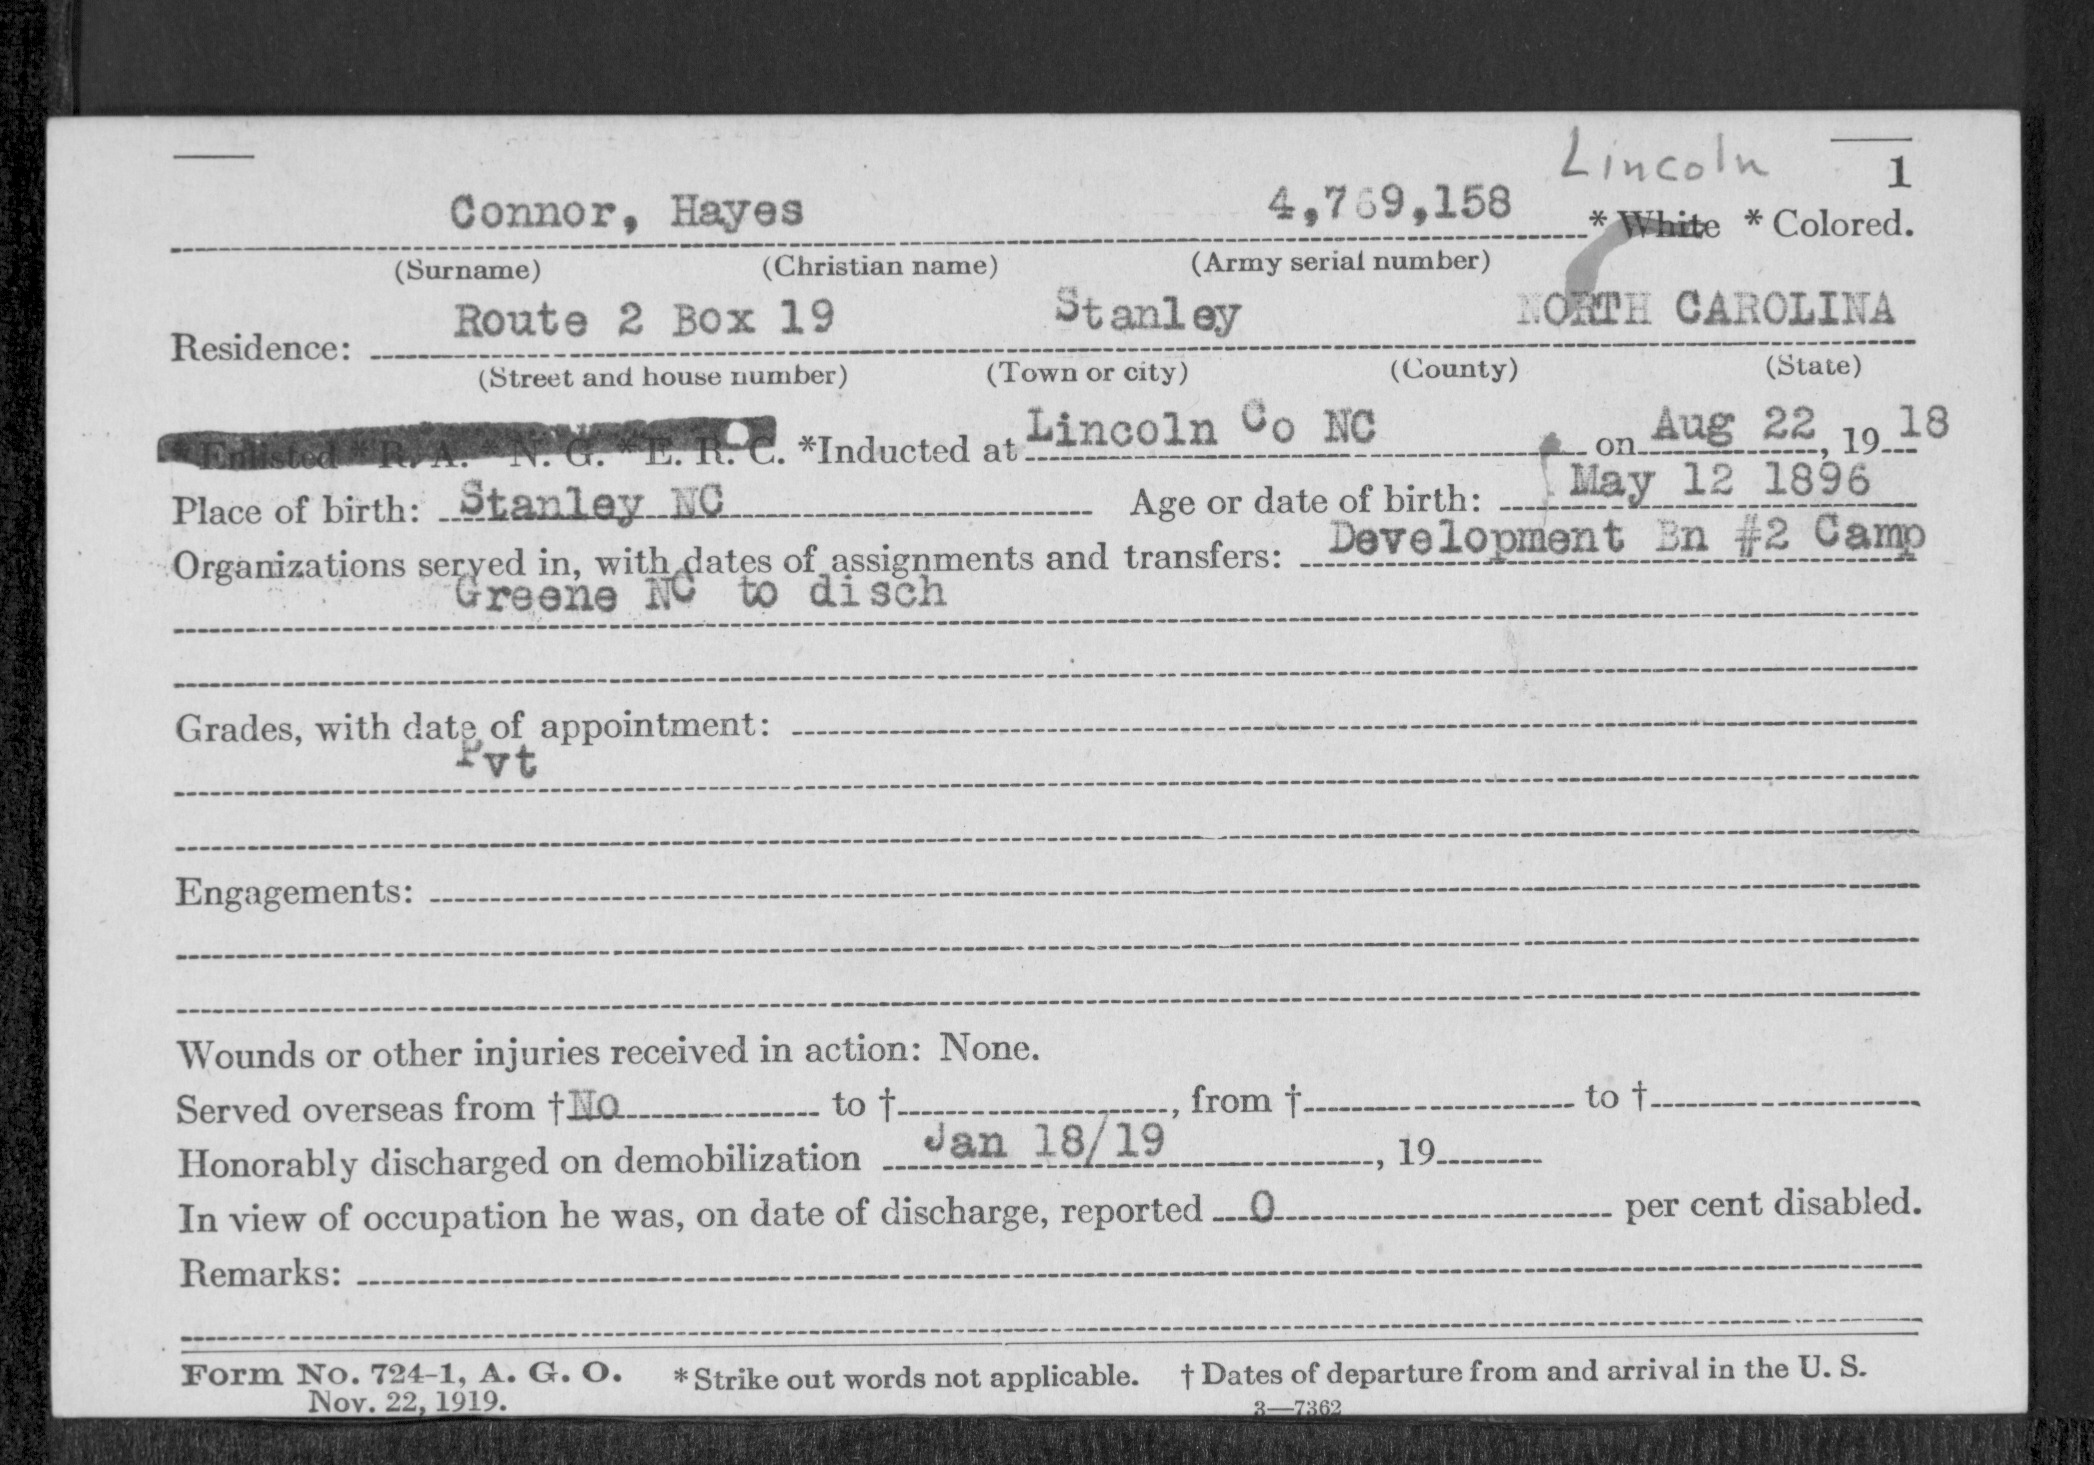 Lincoln
1
Connor, Hayes 4,769,158 * White * Colored.
(Surname) (Christian name) (Army serial number)
Residence: Route 2 Box 19 Stanley NORTH CAROLINA
(Street and house number) (Town or city) (County) (State)
* Enlisted * R. A. * N. G. * E. R. C. *Inducted at Lincoln Co NC on Aug 22, 19 18
Place of birth: Stanley NC Age or date of birth: May 12 1896
Organizations served in, with dates of assignments and transfers: Development Bn #2 Camp
Greene NC to disch
Grades, with date of appointment:
Pvt
Engagements:
Wounds or other injuries received in action: None.
Served overseas from † No to †, from † to †
Honorably discharged on demobilization Jan 18/19, 19
In view of occupation he was, on date of discharge, reported 0 per cent disabled.
Remarks:
Form No. 724-1, A. G. O. * Strike out words not applicable. † Dates of departure from and arrival in the U. S.
Nov. 22, 1919. 3—7362